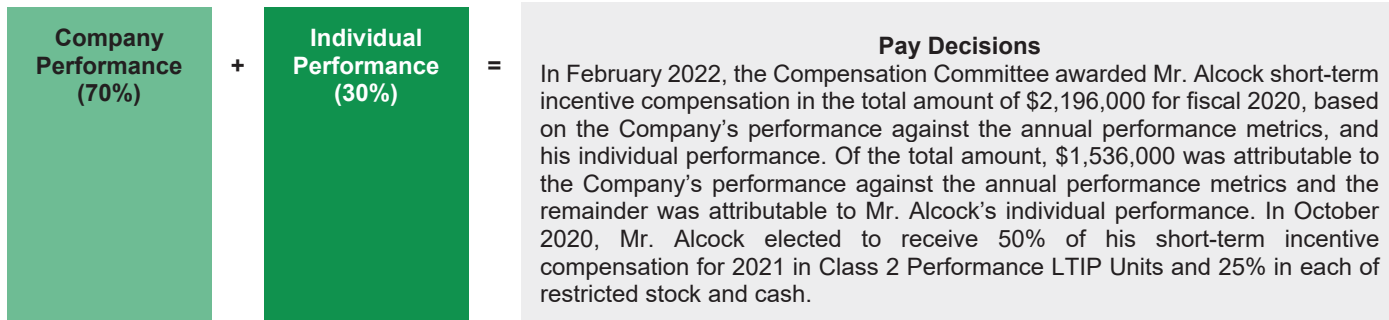 Company
Performance
(70%)
+
Individual
Performance
(30%)
=
Pay Decisions
In February 2022, the Compensation Committee awarded Mr. Alcock short-term
incentive compensation in the total amount of $2,196,000 for fiscal 2020, based
on the Company’s performance against the annual performance metrics, and
his individual performance. Of the total amount, $1,536,000 was attributable to
the Company’s performance against the annual performance metrics and the
remainder was attributable to Mr. Alcock’s individual performance. In October
2020, Mr. Alcock elected to receive 50% of his short-term incentive
compensation for 2021 in Class 2 Performance LTIP Units and 25% in each of
restricted stock and cash.